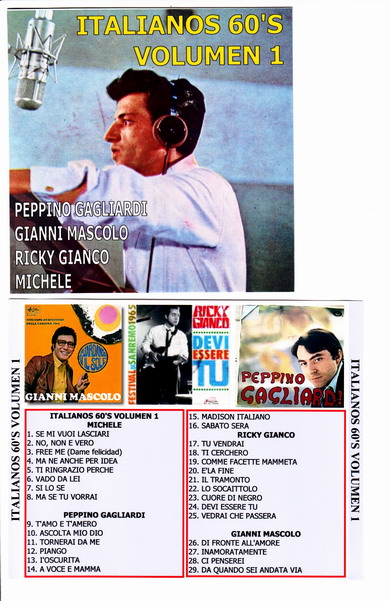 ITALIANOS 60'S
VOLUMEN 1
PEPPINO GAGLIARDI
GIANNI MASCOLO
RICKY GIANCO
MICHELE
ITALIANOS 60'S VOLUMEN 1
GUARDANDO IL SOLE
GIANNI MASCOLO
FESTIVAL di SANREMO 1965
RICKY
GIANCO
DEVI
ESSERE
TU
PEPPINO
GAGLIARDI
ITALIANOS 60'S VOLUMEN 1
ITALIANOS 60'S VOLUMEN 1
MICHELE
1. SE MI VUOI LASCIARI
2. NO, NON E VERO
3. FREE ME (Dame felicidad)
4. MA NE ANCHE PER IDEA
5. TI RINGRAZIO PERCHE
6. VADO DA LEI
7. SI LO SE
8. MA SE TU VORRAI
PEPPINO GAGLIARDI
9. T'AMO E T'AMERO
10. ASCOLTA MIO DIO
11. TORNERAI DA ME
12. PIANGO
13. I'OSCURITA
14. A VOCE E MAMMA
15. MADISON ITALIANO
16. SABATO SERA
RICKY GIANCO
17. TU VENDRAI
18. TI CERCHERO
19. COMME FACETTE MAMMETA
20. E'LA FINE
21. IL TRAMONTO
22. LO SOCAITTOLO
23. CUORE DI NEGRO
24. DEVI ESSERE TU
25. VEDRAI CHE PASSERA
GIANNI MASCOLO
26. DI FRONTE ALL'AMORE
27. INAMORATAMENTE
28. CI PENSEREI
29. DA QUANDO SEI ANDATA VIA